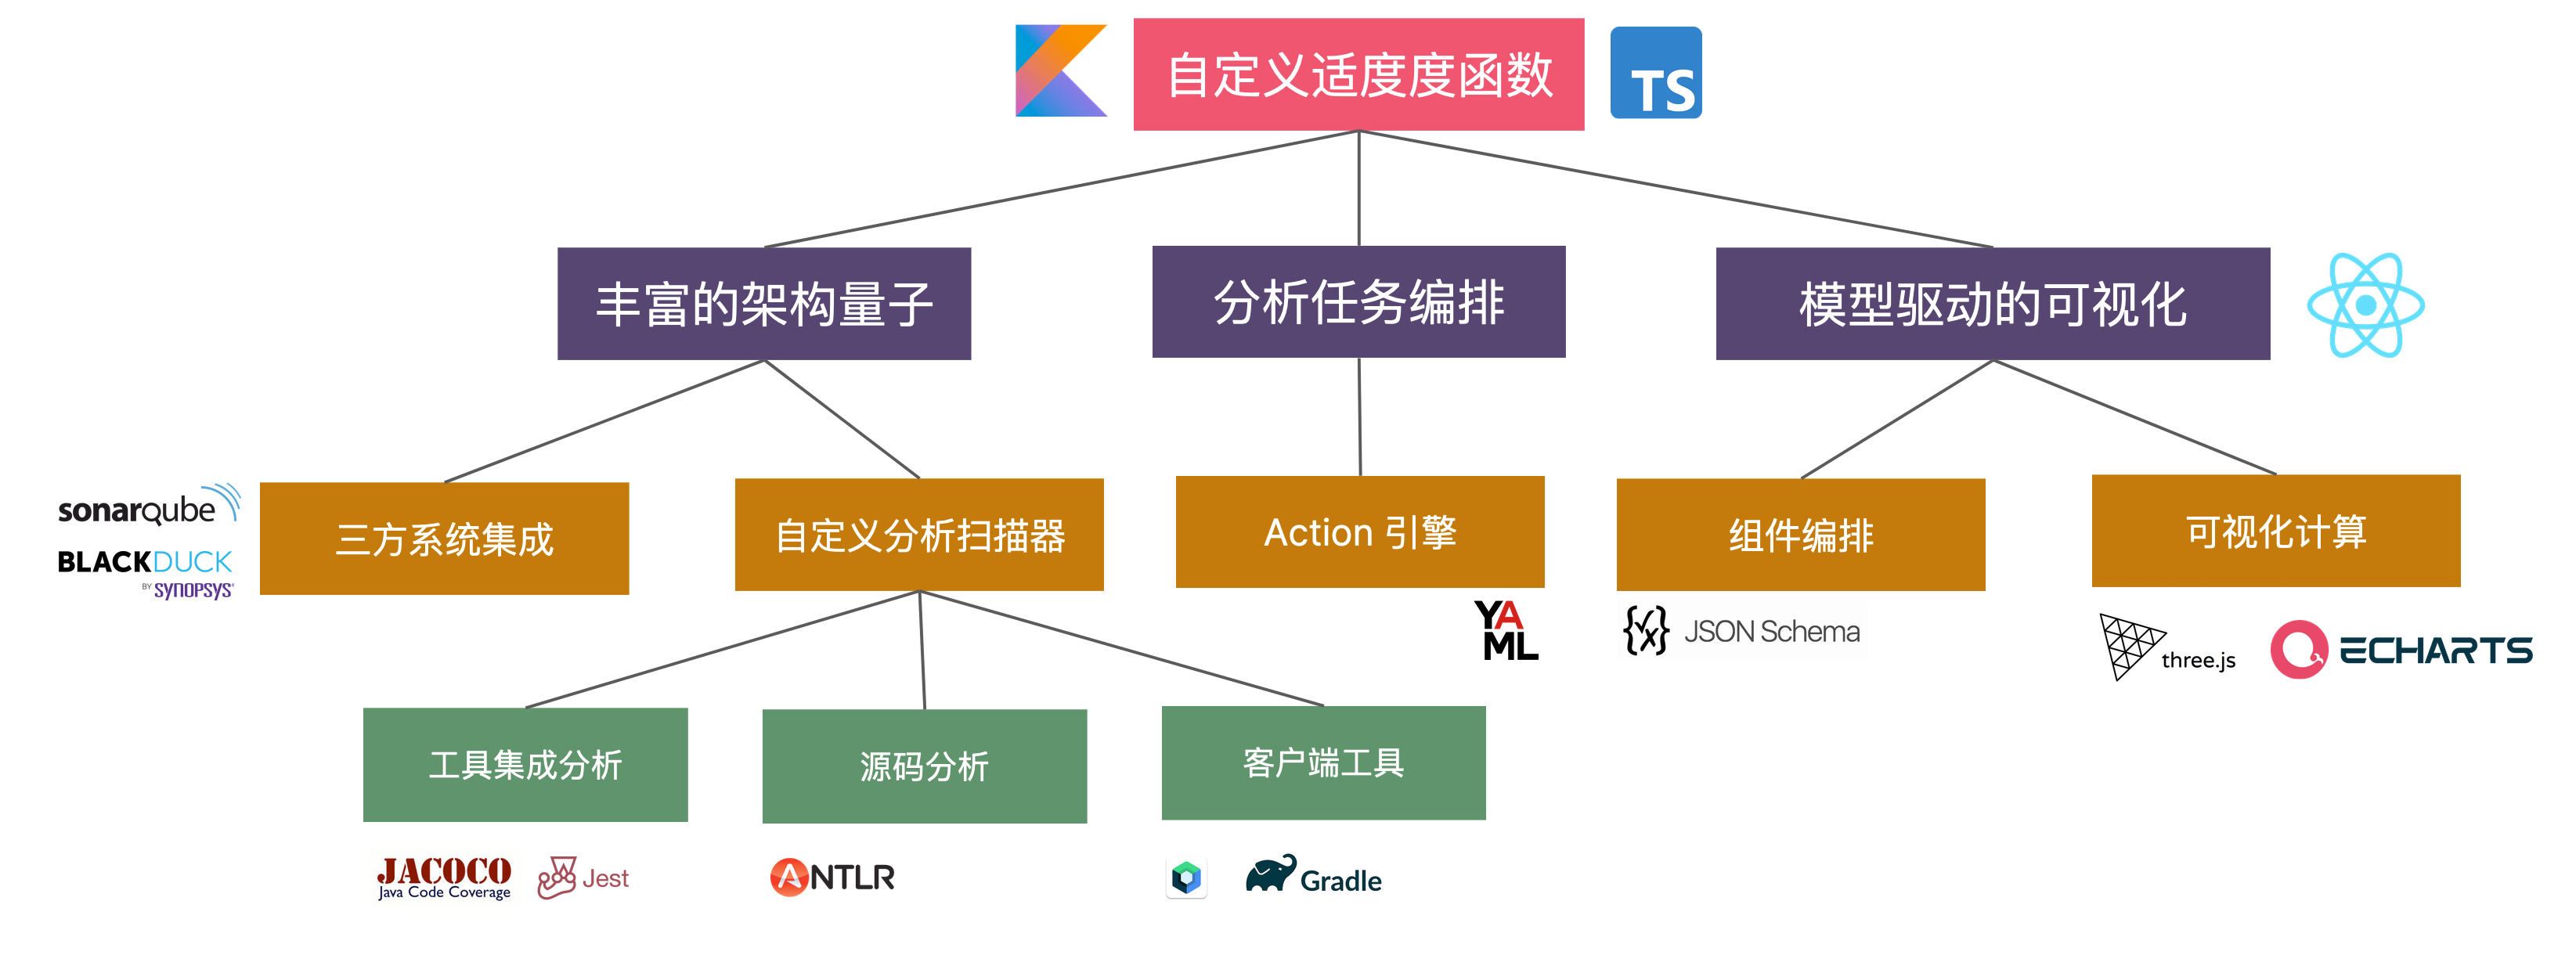 自定义适度度函数
TS
丰富的架构量子
分析任务编排
模型驱动的可视化
sonarqube
BLACKDUCK
BY SYNOPSYS®
三方系统集成
自定义分析扫描器
Action 引擎
组件编排
可视化计算
YA
ML
{x} JSON Schema
three.js
ECHARTS
工具集成分析
源码分析
客户端工具
JACOCO
Java Code Coverage
Jest
ANTLR
Gradle